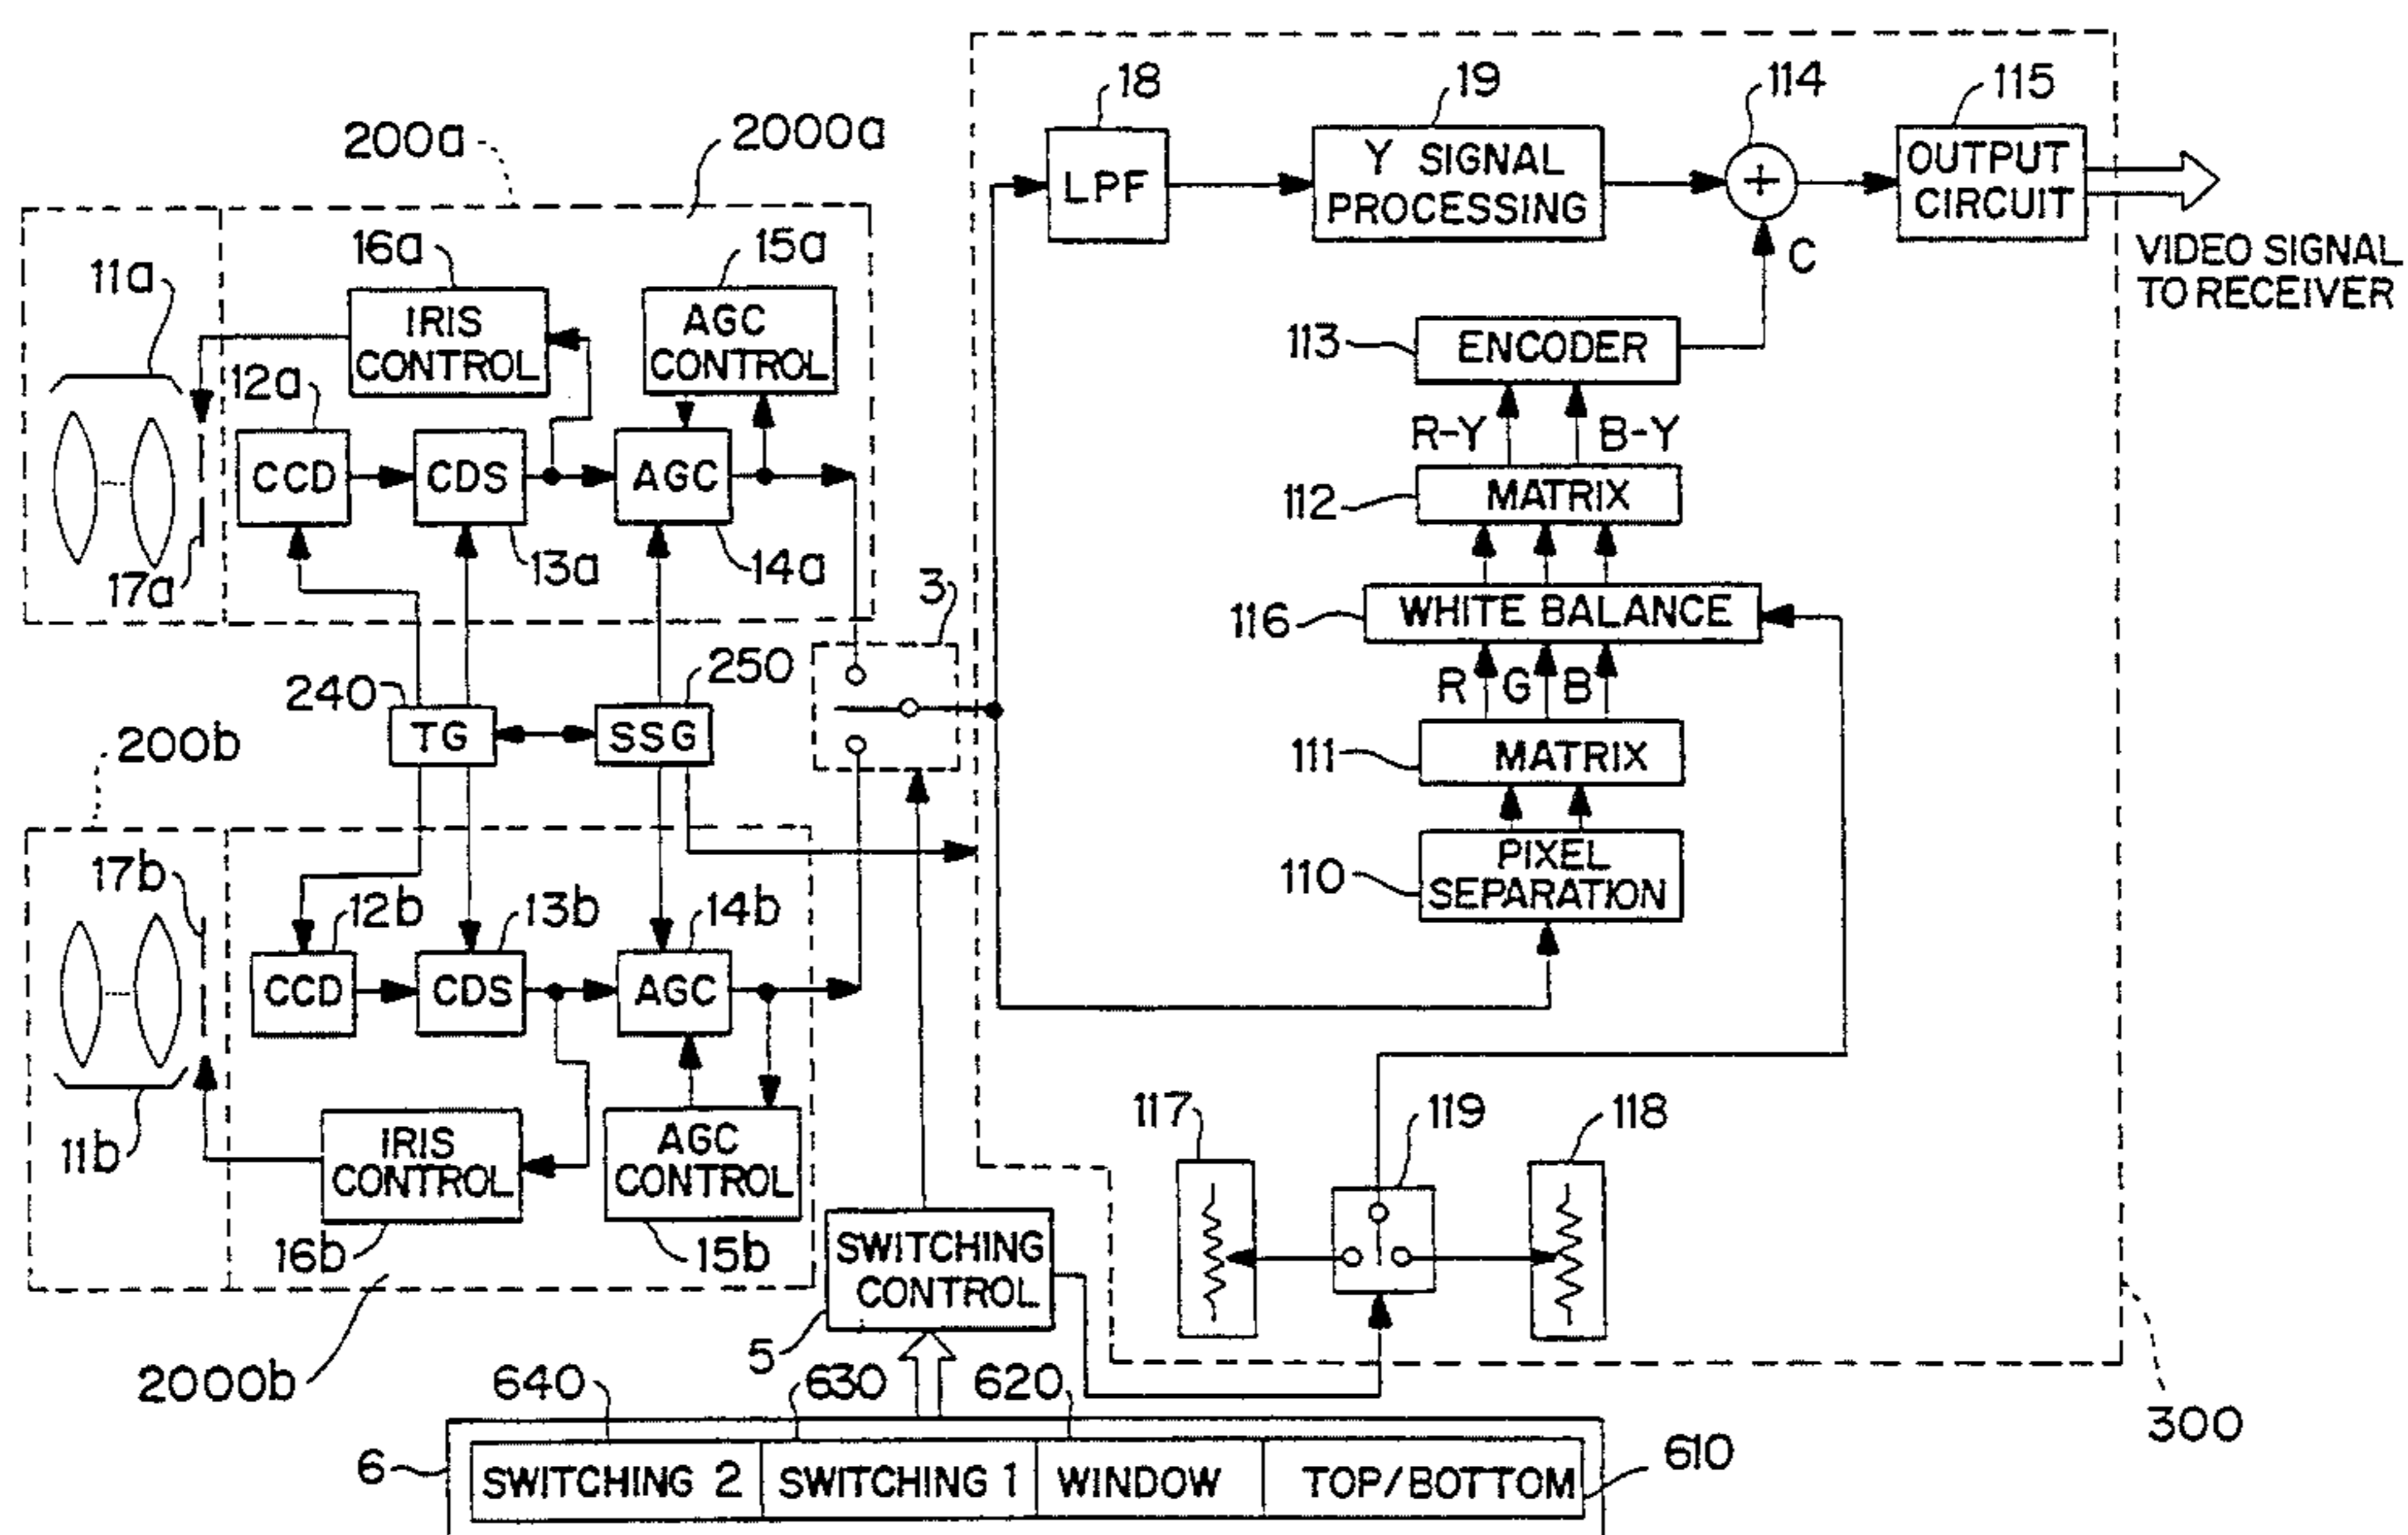 18
19
114
115
200a
2000a
LPF
Y SIGNAL
PROCESSING
+
OUTPUT
CIRCUIT
VIDEO SIGNAL
TO RECEIVER
C
11a
16a
15a
IRIS
CONTROL
AGC
CONTROL
12a
CCD
CDS
AGC
17a
13a
14a
113
ENCODER
R-Y
B-Y
112
MATRIX
116
WHITE BALANCE
R
G
B
111
MATRIX
110
PIXEL
SEPARATION
3
240
TG
250
SSG
200b
17b
12b
13b
14b
CCD
CDS
AGC
11b
IRIS
CONTROL
AGC
CONTROL
16b
15b
2000b
117
119
118
SWITCHING
CONTROL
5
300
640
630
620
6
SWITCHING 2
SWITCHING 1
WINDOW
TOP/BOTTOM
610